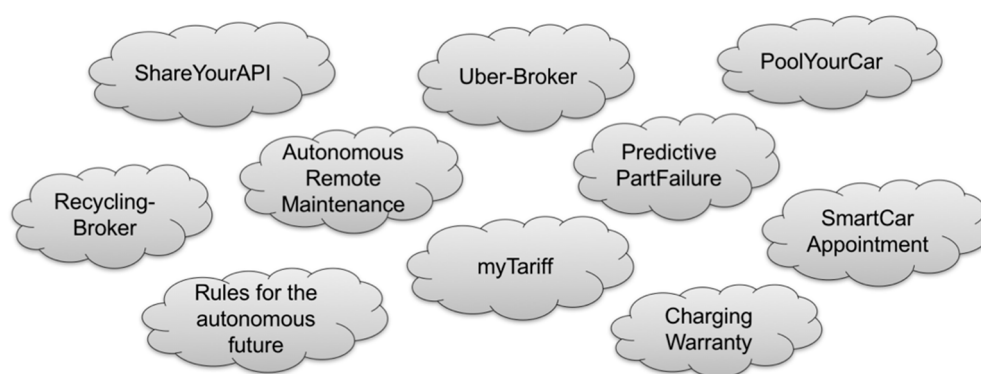 ShareYourAPI
Uber-Broker
PoolYourCar
Autonomous
Remote
Maintenance
Predictive
PartFailure
Recycling-
Broker
SmartCar
Appointment
myTariff
Rules for the
autonomous
future
Charging
Warranty